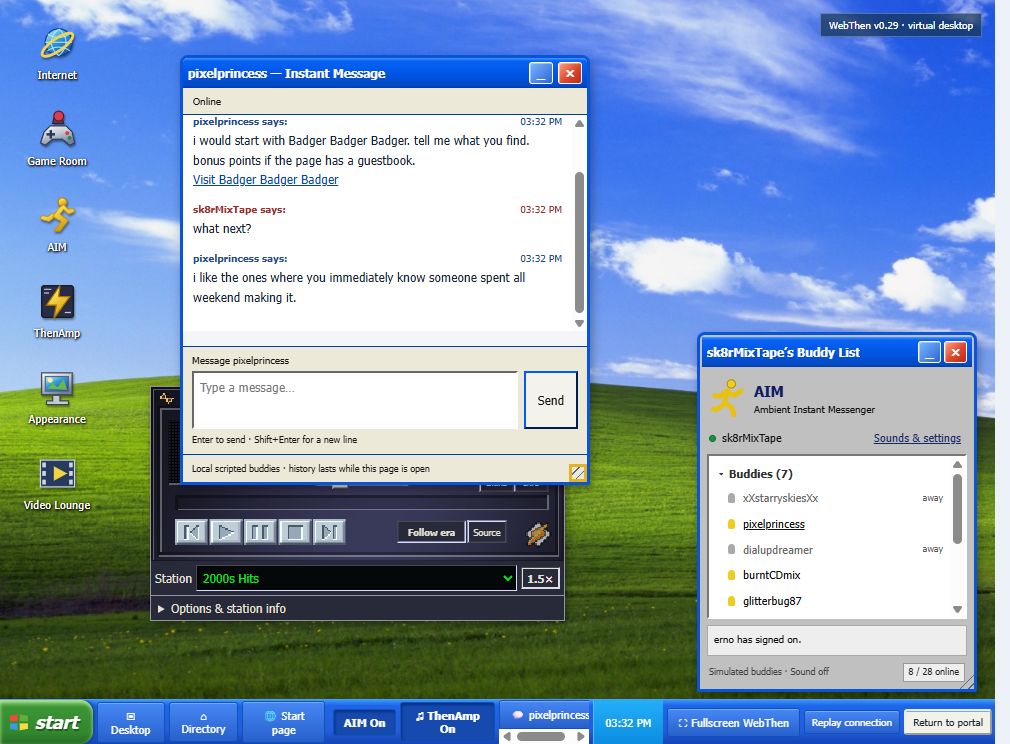 WebThen v0.29 · virtual desktop
Internet
Game Room
AIM
ThenAmp
Appearance
Video Lounge
pixelprincess — Instant Message
Online
pixelprincess says: 03:32 PM
i would start with Badger Badger Badger. tell me what you find.
bonus points if the page has a guestbook.
Visit Badger Badger Badger
sk8rMixTape says: 03:32 PM
what next?
pixelprincess says: 03:32 PM
i like the ones where you immediately know someone spent all
weekend making it.
Message pixelprincess
Type a message...
Send
Enter to send · Shift+Enter for a new line
Local scripted buddies · history lasts while this page is open
Follow era
Source
Station 2000s Hits 1.5×
Options & station info
sk8rMixTape's Buddy List
AIM
Ambient Instant Messenger
sk8rMixTape Sounds & settings
Buddies (7)
xXstarryskiesXx away
pixelprincess
dialupdreamer away
burntCDmix
glitterbug87
erno has signed on.
Simulated buddies · Sound off 8 / 28 online
start
Desktop
Directory
Start
page
AIM On
ThenAmp
On
pixelprincess
03:32 PM
Fullscreen WebThen
Replay connection
Return to portal